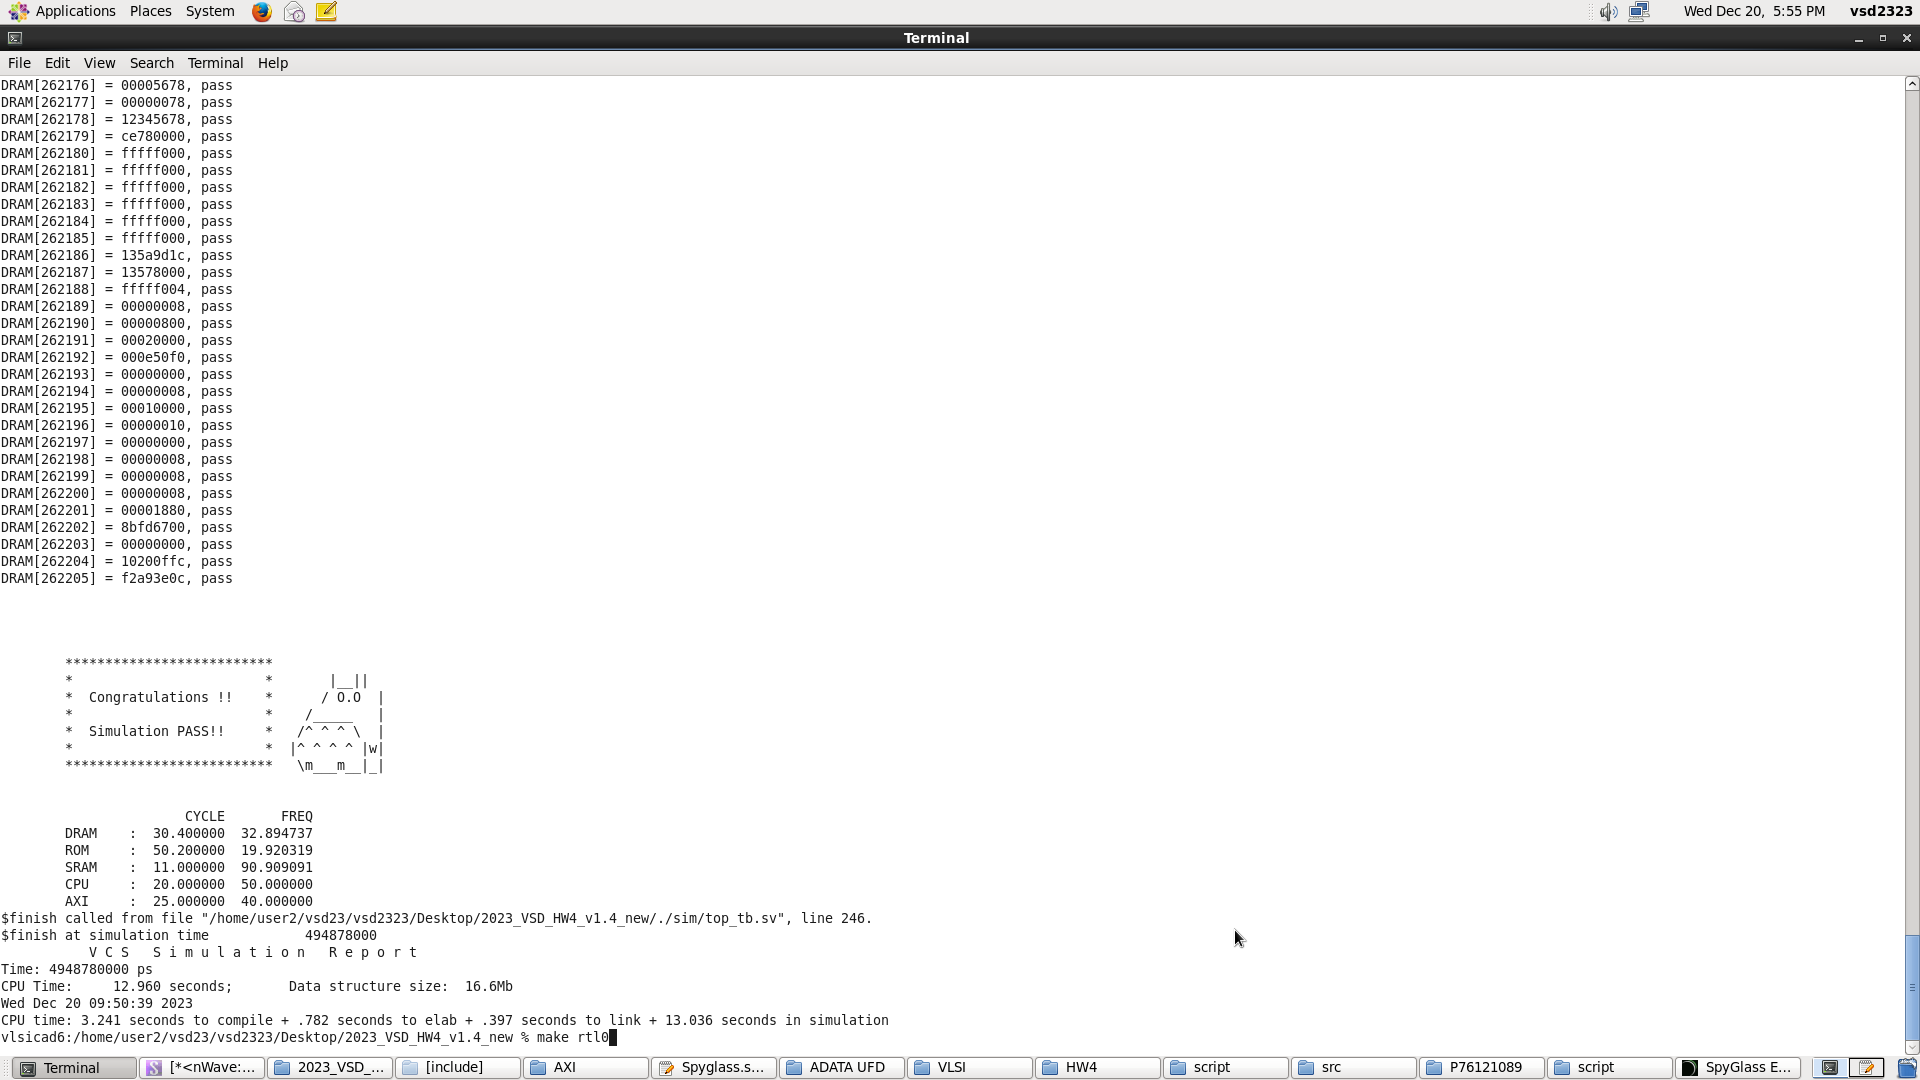 Applications Places System Wed Dec 20, 5:55 PM vsd2323
Terminal
File Edit View Search Terminal Help
DRAM[262176] = 00005678, pass
DRAM[262177] = 00000078, pass
DRAM[262178] = 12345678, pass
DRAM[262179] = ce780000, pass
DRAM[262180] = fffff000, pass
DRAM[262181] = fffff000, pass
DRAM[262182] = fffff000, pass
DRAM[262183] = fffff000, pass
DRAM[262184] = fffff000, pass
DRAM[262185] = fffff000, pass
DRAM[262186] = 135a9d1c, pass
DRAM[262187] = 13578000, pass
DRAM[262188] = fffff004, pass
DRAM[262189] = 00000008, pass
DRAM[262190] = 00000800, pass
DRAM[262191] = 00020000, pass
DRAM[262192] = 000e50f0, pass
DRAM[262193] = 00000000, pass
DRAM[262194] = 00000008, pass
DRAM[262195] = 00010000, pass
DRAM[262196] = 00000010, pass
DRAM[262197] = 00000000, pass
DRAM[262198] = 00000008, pass
DRAM[262199] = 00000008, pass
DRAM[262200] = 00000008, pass
DRAM[262201] = 00001880, pass
DRAM[262202] = 8bfd6700, pass
DRAM[262203] = 00000000, pass
DRAM[262204] = 10200ffc, pass
DRAM[262205] = f2a93e0c, pass
**************************
*                        *       |__||
*  Congratulations !!    *      / O.O  |
*                        *    /_____   |
*  Simulation PASS!!     *   /^ ^ ^ \  |
*                        *  |^ ^ ^ ^ |w|
**************************   \m___m__|_|
CYCLE FREQ
DRAM : 30.400000 32.894737
ROM : 50.200000 19.920319
SRAM : 11.000000 90.909091
CPU : 20.000000 50.000000
AXI : 25.000000 40.000000
$finish called from file "/home/user2/vsd23/vsd2323/Desktop/2023_VSD_HW4_v1.4_new/./sim/top_tb.sv", line 246.
$finish at simulation time 494878000
V C S   S i m u l a t i o n   R e p o r t
Time: 4948780000 ps
CPU Time: 12.960 seconds; Data structure size: 16.6Mb
Wed Dec 20 09:50:39 2023
CPU time: 3.241 seconds to compile + .782 seconds to elab + .397 seconds to link + 13.036 seconds in simulation
vlsicad6:/home/user2/vsd23/vsd2323/Desktop/2023_VSD_HW4_v1.4_new % make rtl0
Terminal [*<nWave:... 2023_VSD_... [include] AXI Spyglass.s... ADATA UFD VLSI HW4 script src P76121089 script SpyGlass E...